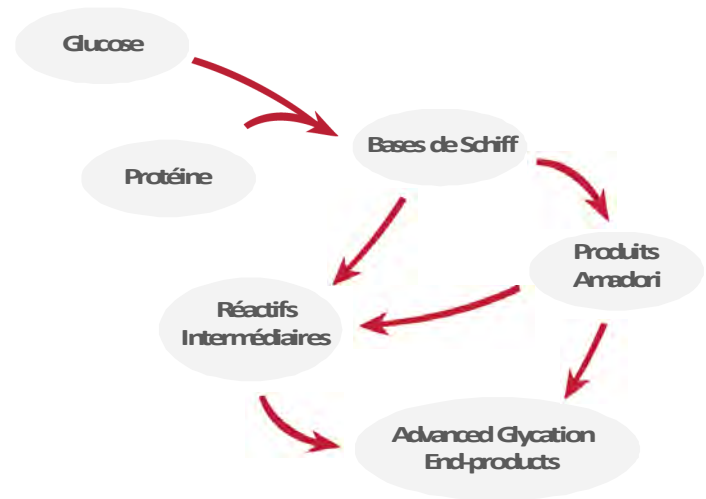 Glucose
Protéine
Bases de Schiff
Produits
Amadori
Réactifs
Intermédiaires
Advanced Glycation
End-products